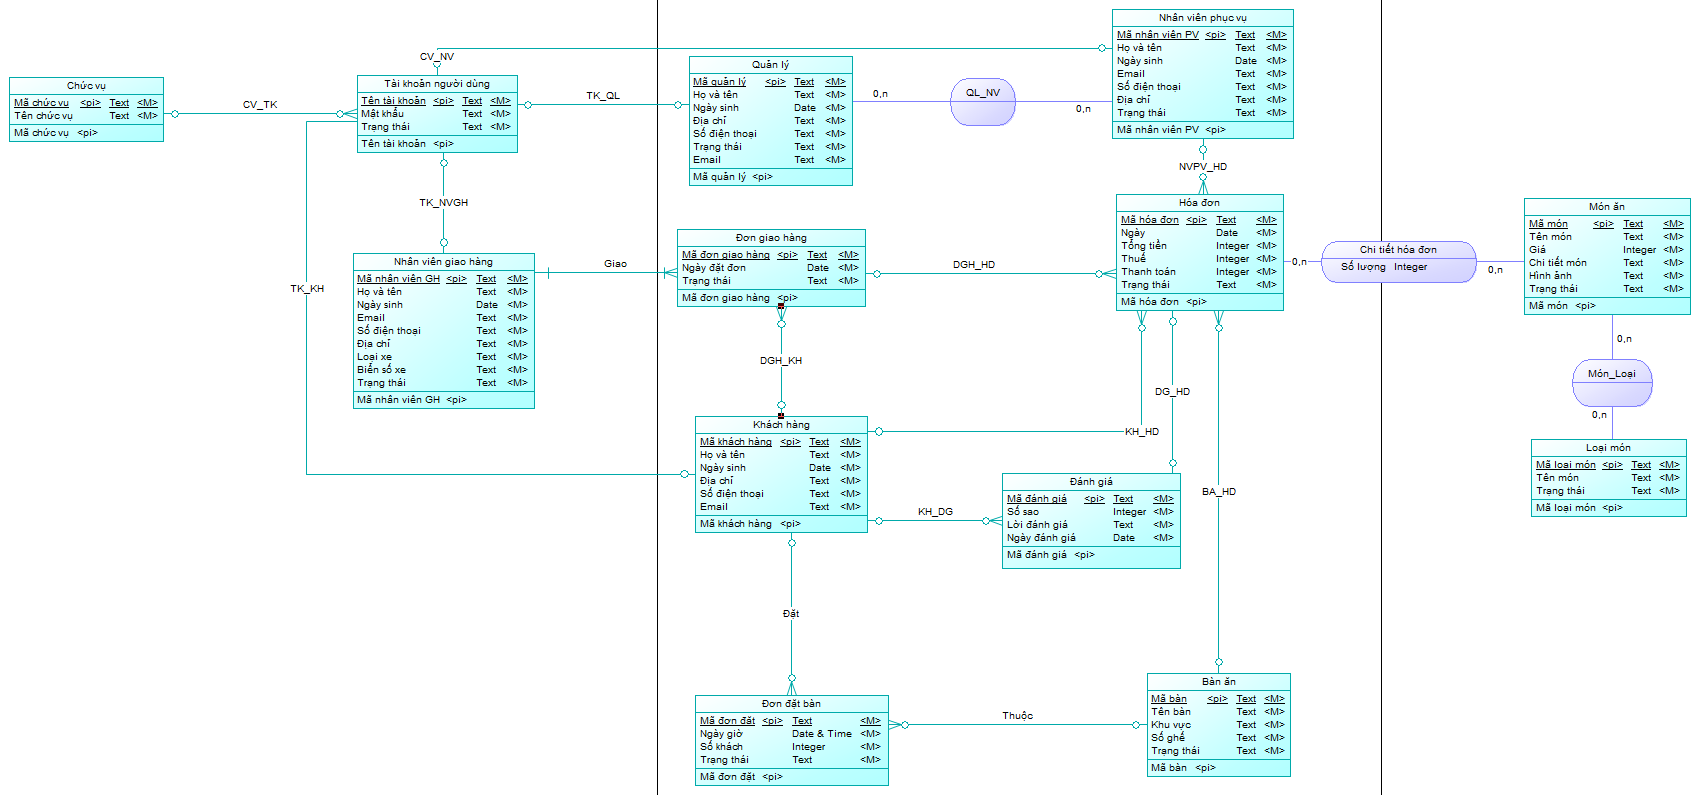 Chức vụ
Mã chức vụ <pi> Text <M>
Tên chức vụ Text <M>
Mã chức vụ <pi>
CV_TK
CV_NV
Tài khoản người dùng
Tên tài khoản <pi> Text <M>
Mật khẩu Text <M>
Trạng thái Text <M>
Tên tài khoản <pi>
TK_QL
TK_NVGH
TK_KH
Nhân viên giao hàng
Mã nhân viên GH <pi> Text <M>
Họ và tên Text <M>
Ngày sinh Date <M>
Email Text <M>
Số điện thoại Text <M>
Địa chỉ Text <M>
Loại xe Text <M>
Biển số xe Text <M>
Trạng thái Text <M>
Mã nhân viên GH <pi>
Giao
Quản lý
Mã quản lý <pi> Text <M>
Họ và tên Text <M>
Ngày sinh Date <M>
Địa chỉ Text <M>
Số điện thoại Text <M>
Trạng thái Text <M>
Email Text <M>
Mã quản lý <pi>
0,n
QL_NV
0,n
Nhân viên phục vụ
Mã nhân viên PV <pi> Text <M>
Họ và tên Text <M>
Ngày sinh Date <M>
Email Text <M>
Số điện thoại Text <M>
Địa chỉ Text <M>
Trạng thái Text <M>
Mã nhân viên PV <pi>
NVPV_HD
Đơn giao hàng
Mã đơn giao hàng <pi> Text <M>
Ngày đặt đơn Date <M>
Trạng thái Text <M>
Mã đơn giao hàng <pi>
DGH_HD
DGH_KH
Hóa đơn
Mã hóa đơn <pi> Text <M>
Ngày Date <M>
Tổng tiền Integer <M>
Thuế Integer <M>
Thanh toán Integer <M>
Trạng thái Text <M>
Mã hóa đơn <pi>
0,n
Chi tiết hóa đơn
Số lượng Integer
0,n
Món ăn
Mã món <pi> Text <M>
Tên món Text <M>
Giá Integer <M>
Chi tiết món Text <M>
Hình ảnh Text <M>
Trạng thái Text <M>
Mã món <pi>
0,n
Món_Loại
0,n
Loại món
Mã loại món <pi> Text <M>
Tên món Text <M>
Trạng thái Text <M>
Mã loại món <pi>
Khách hàng
Mã khách hàng <pi> Text <M>
Họ và tên Text <M>
Ngày sinh Date <M>
Địa chỉ Text <M>
Số điện thoại Text <M>
Email Text <M>
Mã khách hàng <pi>
KH_HD
DG_HD
KH_DG
BA_HD
Đánh giá
Mã đánh giá <pi> Text <M>
Số sao Integer <M>
Lời đánh giá Text <M>
Ngày đánh giá Date <M>
Mã đánh giá <pi>
Đặt
Đơn đặt bàn
Mã đơn đặt <pi> Text <M>
Ngày giờ Date & Time <M>
Số khách Integer <M>
Trạng thái Text <M>
Mã đơn đặt <pi>
Thuộc
Bàn ăn
Mã bàn <pi> Text <M>
Tên bàn Text <M>
Khu vực Text <M>
Số ghế Text <M>
Trạng thái Text <M>
Mã bàn <pi>